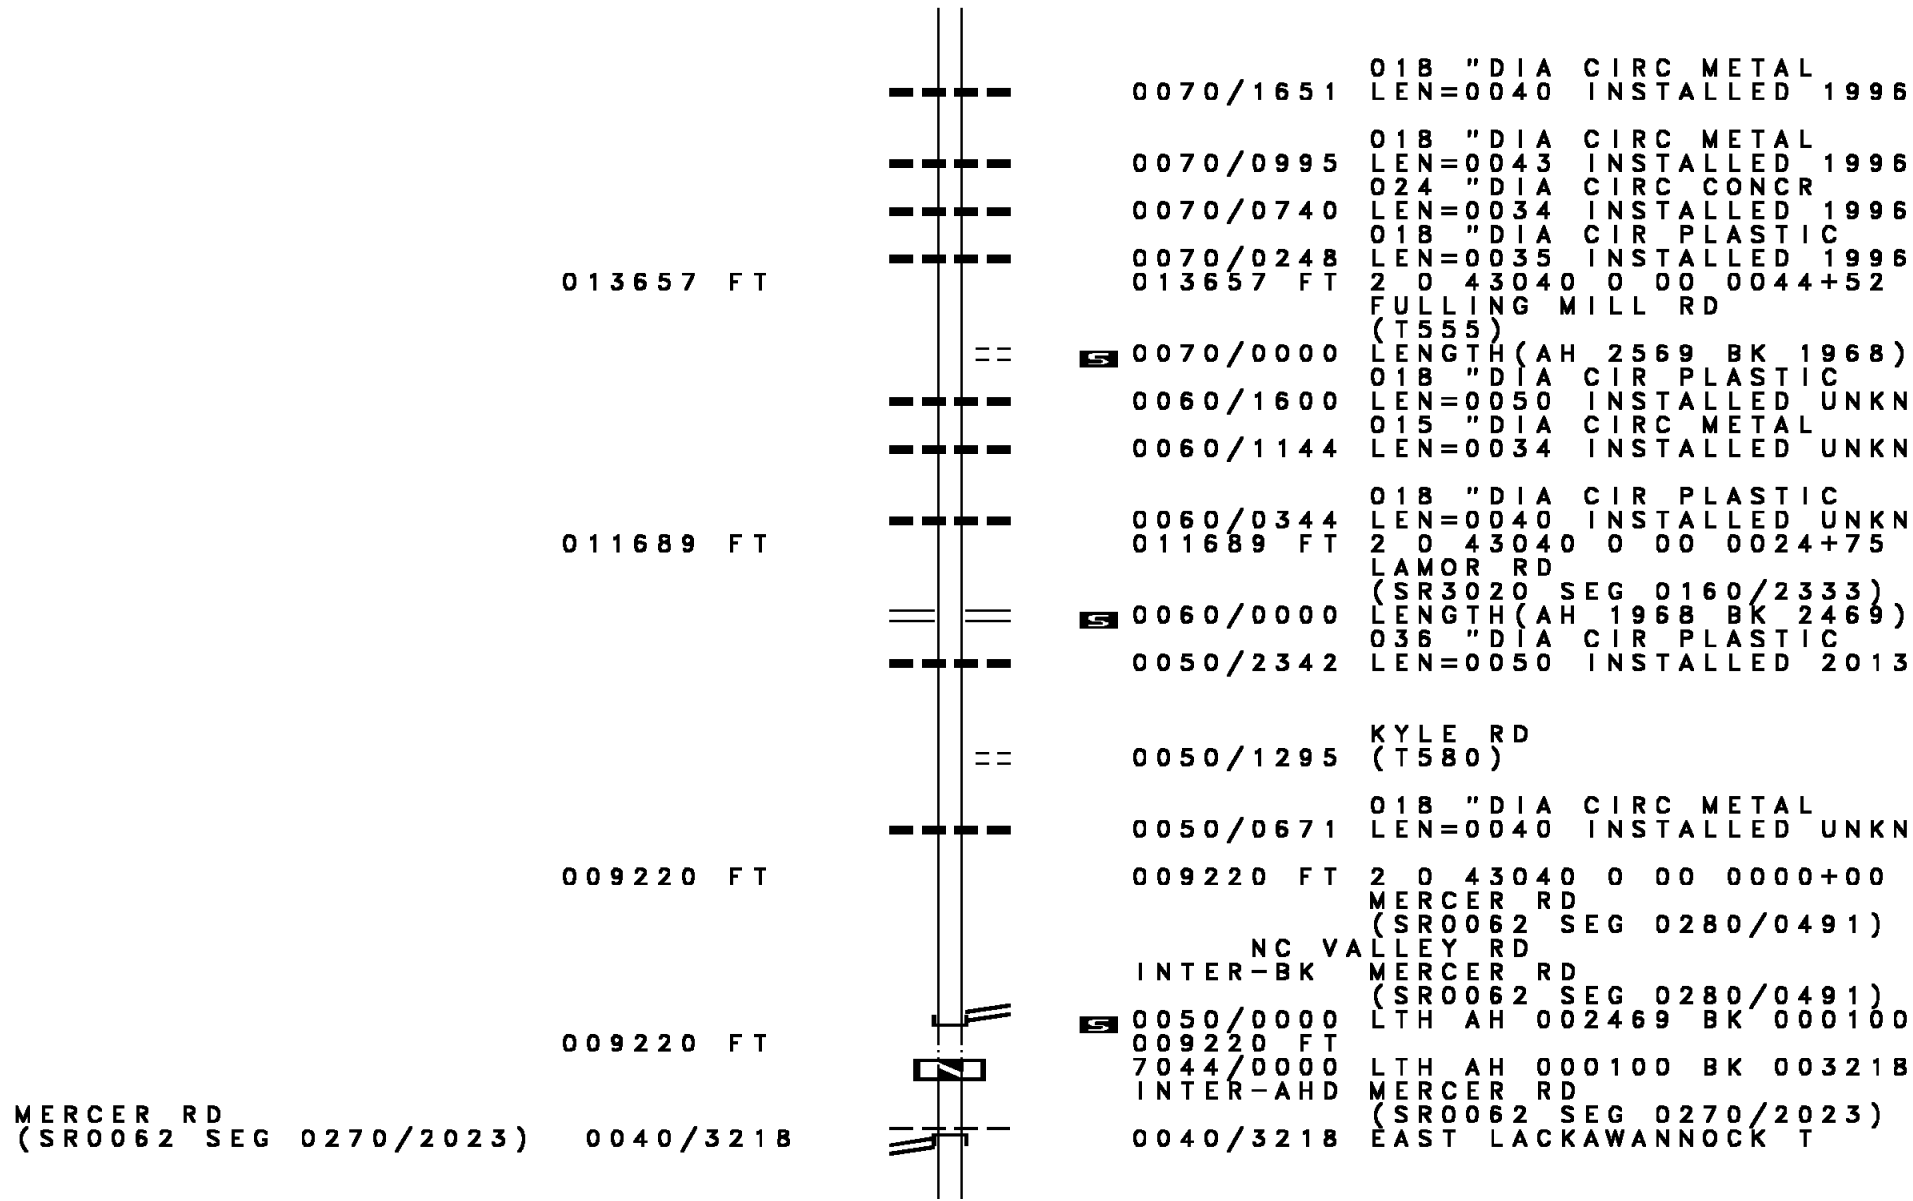 018 "DIA CIRC METAL
0070/1651 LEN=0040 INSTALLED 1996
018 "DIA CIRC METAL
0070/0995 LEN=0043 INSTALLED 1996
024 "DIA CIRC CONCR
0070/0740 LEN=0034 INSTALLED 1996
018 "DIA CIR PLASTIC
0070/0248 LEN=0035 INSTALLED 1996
013657 FT 013657 FT 2 0 43040 0 00 0044+52
FULLING MILL RD
(T555)
S 0070/0000 LENGTH(AH 2569 BK 1968)
018 "DIA CIR PLASTIC
0060/1600 LEN=0050 INSTALLED UNKN
015 "DIA CIRC METAL
0060/1144 LEN=0034 INSTALLED UNKN
018 "DIA CIR PLASTIC
0060/0344 LEN=0040 INSTALLED UNKN
011689 FT 011689 FT 2 0 43040 0 00 0024+75
LAMOR RD
(SR3020 SEG 0160/2333)
S 0060/0000 LENGTH(AH 1968 BK 2469)
036 "DIA CIR PLASTIC
0050/2342 LEN=0050 INSTALLED 2013
KYLE RD
0050/1295 (T580)
018 "DIA CIRC METAL
0050/0671 LEN=0040 INSTALLED UNKN
009220 FT 009220 FT 2 0 43040 0 00 0000+00
MERCER RD
(SR0062 SEG 0280/0491)
NC VALLEY RD
INTER-BK MERCER RD
(SR0062 SEG 0280/0491)
S 0050/0000 LTH AH 002469 BK 000100
009220 FT 009220 FT
7044/0000 LTH AH 000100 BK 003218
INTER-AHD MERCER RD
MERCER RD (SR0062 SEG 0270/2023)
(SR0062 SEG 0270/2023) 0040/3218 0040/3218 EAST LACKAWANNOCK T